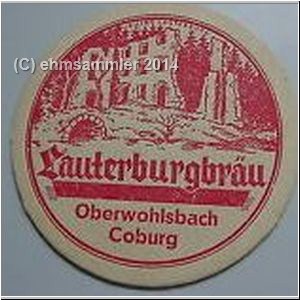 (C) ehmsammler 2014
Lauterburgbräu
Oberwohlsbach
Coburg